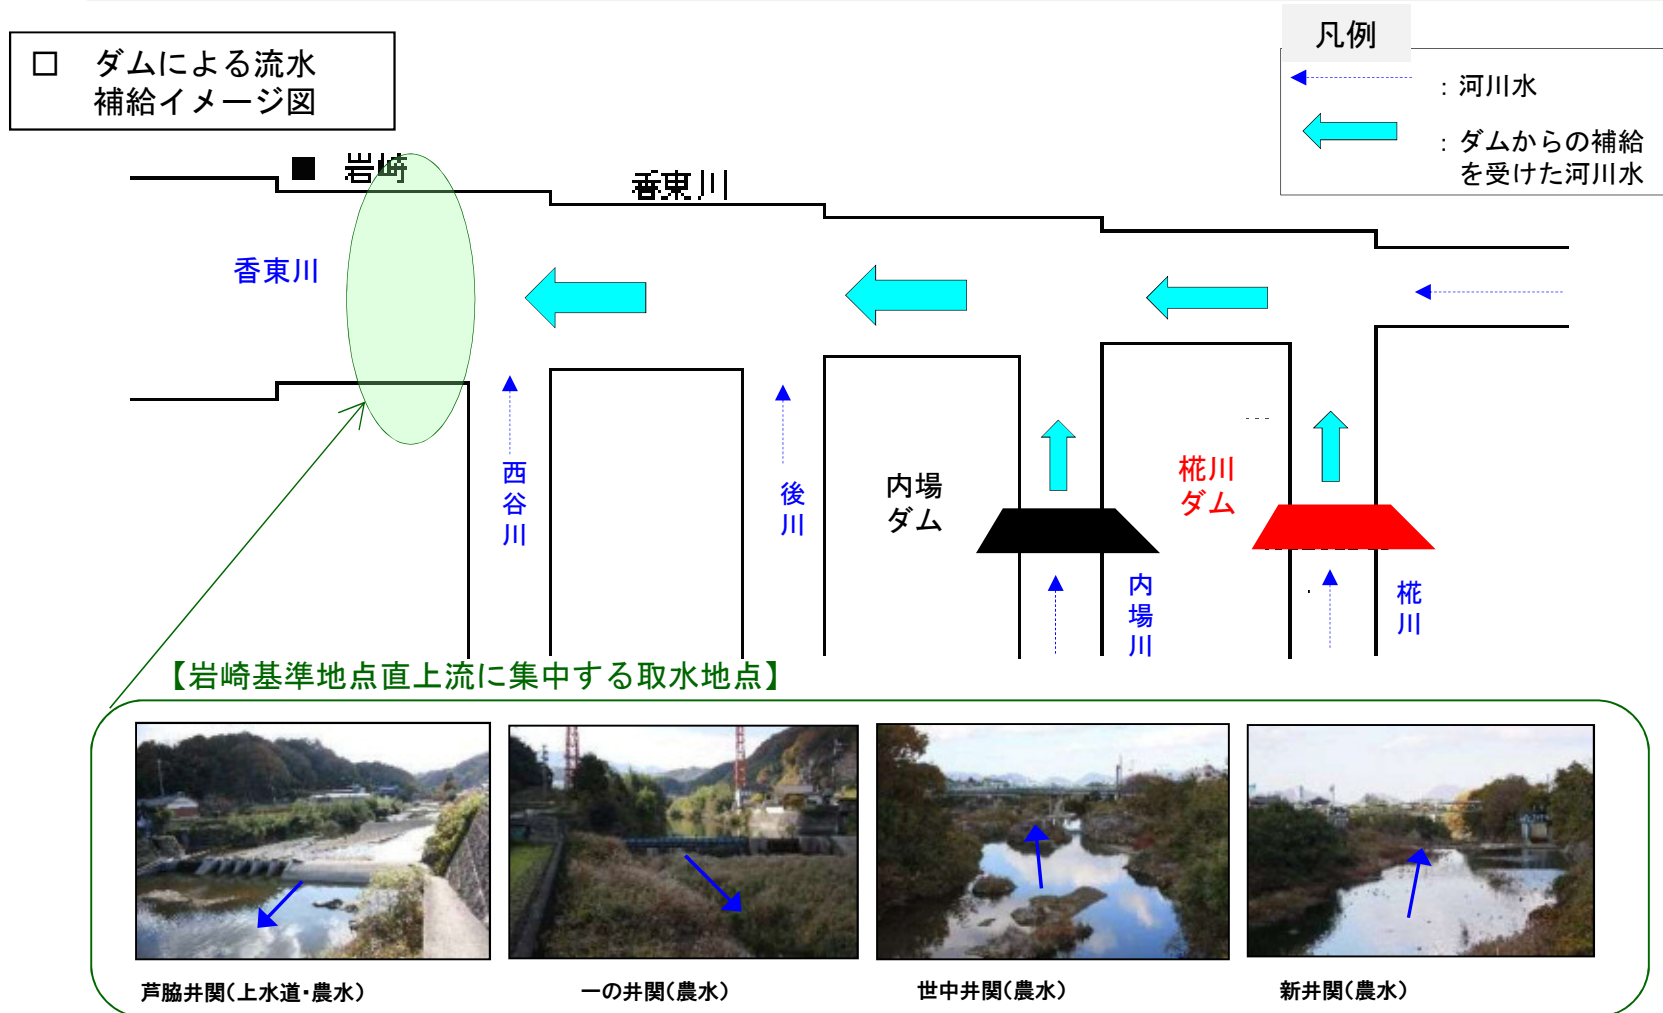 □ ダムによる流水
補給イメージ図
凡例
：河川水
：ダムからの補給
を受けた河川水
■ 岩崎
香東川
香東川
西谷川
後川
内場
ダム
椛川
ダム
内場川
椛川
【岩崎基準地点直上流に集中する取水地点】
芦脇井関（上水道・農水）
一の井関（農水）
世中井関（農水）
新井関（農水）